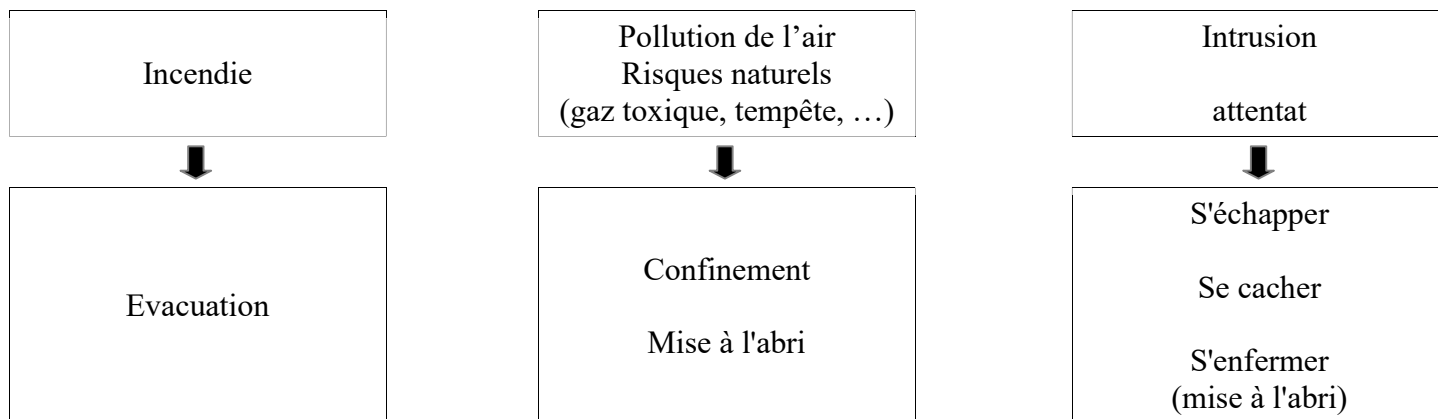 Incendie
Pollution de l’air
Risques naturels
(gaz toxique, tempête, …)
Intrusion
attentat
Evacuation
Confinement
Mise à l'abri
S'échapper
Se cacher
S'enfermer
(mise à l'abri)